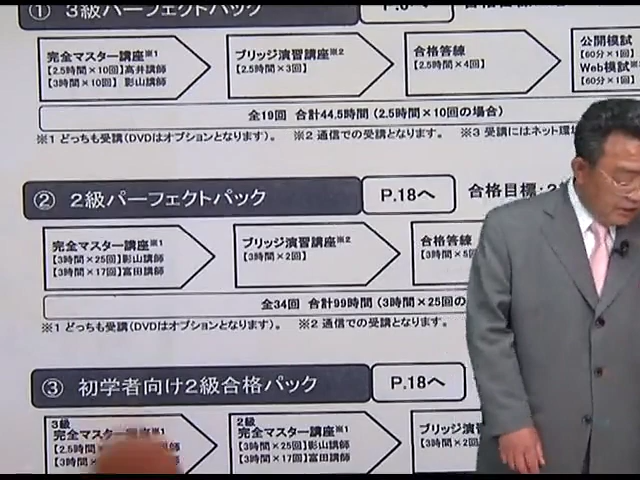 ① 3級パーフェクトパック
完全マスター講座※1
【2.5時間×10回】高井講師
【3時間×10回】影山講師
ブリッジ演習講座※2
【2.5時間×3回】
合格答練
【2.5時間×4回】
公開模試
【60分×1回】
Web模試※
【60分×1回】
全19回 合計44.5時間（2.5時間×10回の場合）
※1 どっちも受講（DVDはオプションとなります）。 ※2 通信での受講となります。 ※3 受講にはネット環境
② 2級パーフェクトパック
P.18へ
合格目標：2
完全マスター講座※1
【3時間×25回】影山講師
【3時間×17回】富田講師
ブリッジ演習講座※2
【3時間×2回】
合格答練
【3時間×5
全34回 合計99時間（3時間×25回の
※1 どっちも受講（DVDはオプションとなります）。 ※2 通信での受講となります。
③ 初学者向け2級合格パック
P.18へ
3級
完全マスター講座※1
【2.5時間 講師
【3時間× 講師
2級
完全マスター講座※1
【3時間×25回】影山講師
【3時間×17回】富田講師
ブリッジ演
【3時間×2回